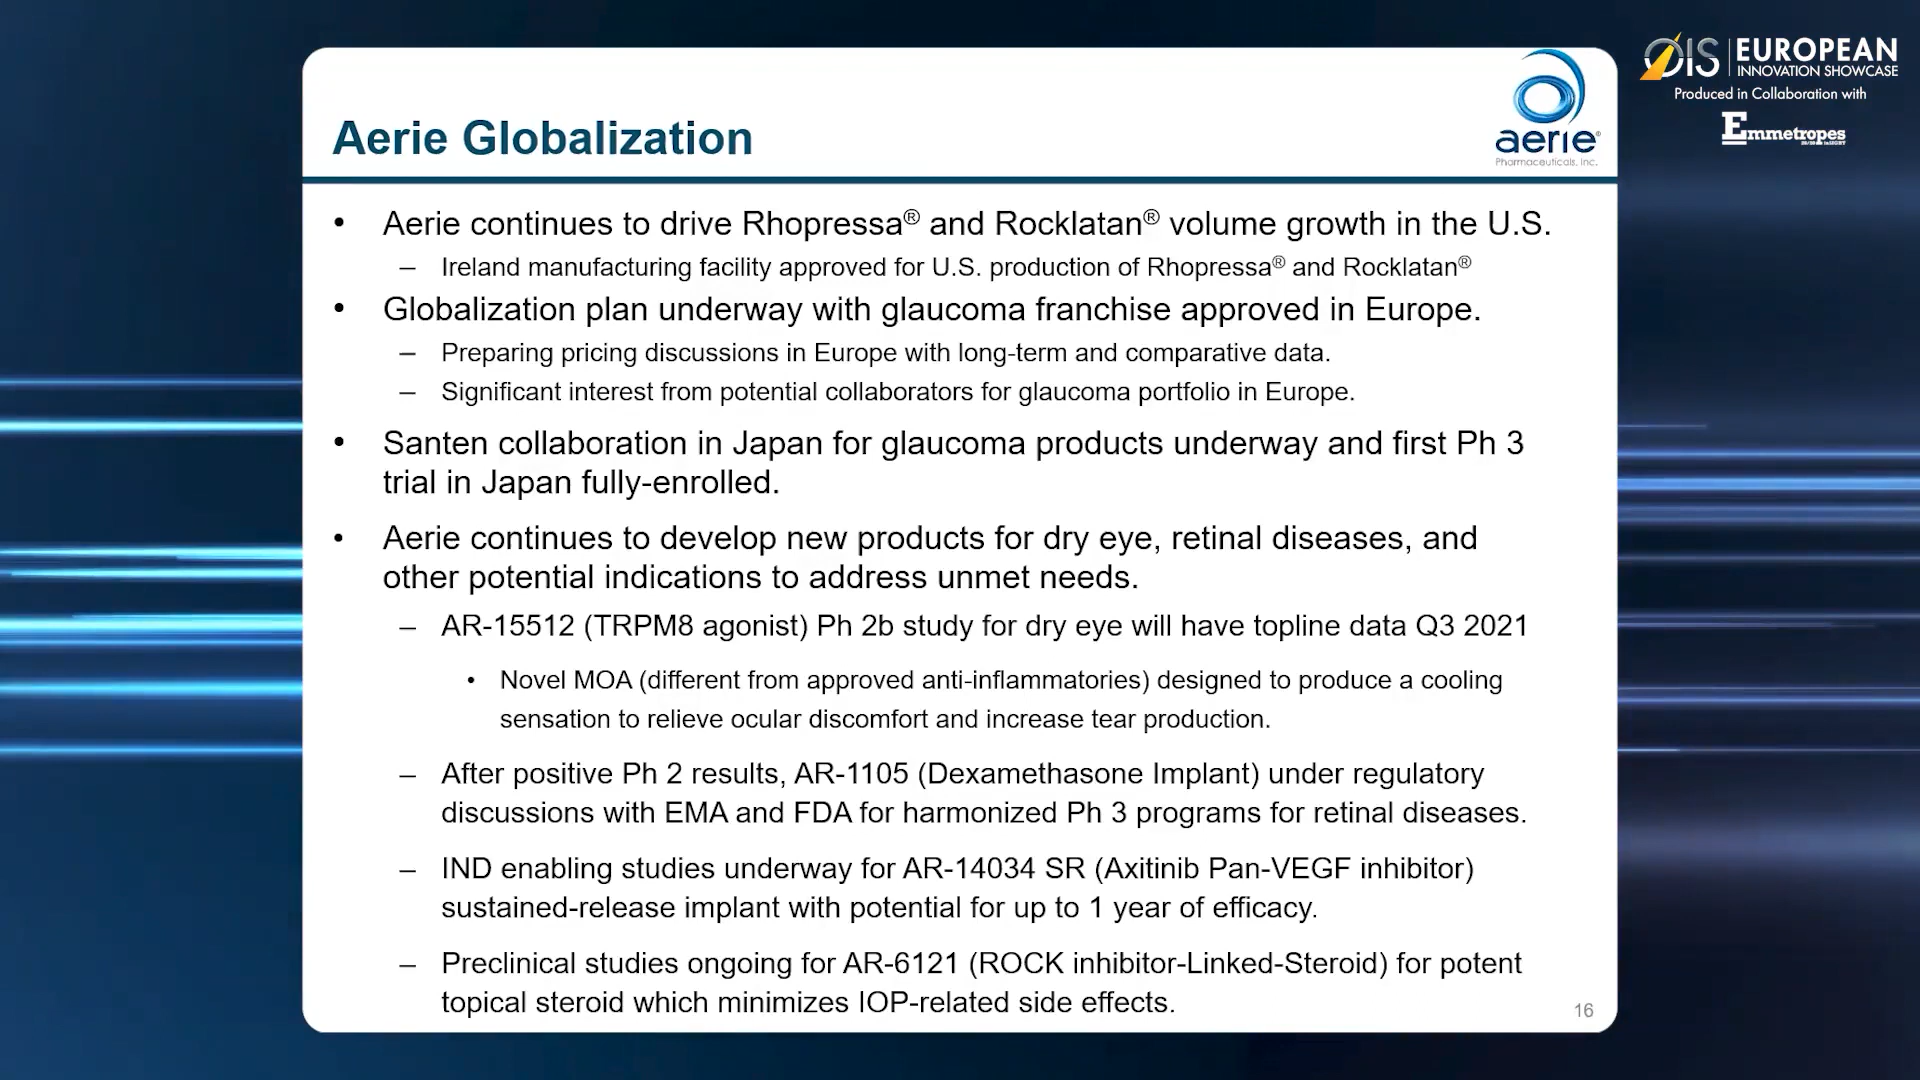 OIS EUROPEAN
INNOVATION SHOWCASE
Produced in Collaboration with
Emmetropes
aerie®
Pharmaceuticals, Inc.
Aerie Globalization
• Aerie continues to drive Rhopressa® and Rocklatan® volume growth in the U.S.
– Ireland manufacturing facility approved for U.S. production of Rhopressa® and Rocklatan®
• Globalization plan underway with glaucoma franchise approved in Europe.
– Preparing pricing discussions in Europe with long-term and comparative data.
– Significant interest from potential collaborators for glaucoma portfolio in Europe.
• Santen collaboration in Japan for glaucoma products underway and first Ph 3
trial in Japan fully-enrolled.
• Aerie continues to develop new products for dry eye, retinal diseases, and
other potential indications to address unmet needs.
– AR-15512 (TRPM8 agonist) Ph 2b study for dry eye will have topline data Q3 2021
• Novel MOA (different from approved anti-inflammatories) designed to produce a cooling
sensation to relieve ocular discomfort and increase tear production.
– After positive Ph 2 results, AR-1105 (Dexamethasone Implant) under regulatory
discussions with EMA and FDA for harmonized Ph 3 programs for retinal diseases.
– IND enabling studies underway for AR-14034 SR (Axitinib Pan-VEGF inhibitor)
sustained-release implant with potential for up to 1 year of efficacy.
– Preclinical studies ongoing for AR-6121 (ROCK inhibitor-Linked-Steroid) for potent
topical steroid which minimizes IOP-related side effects.
16